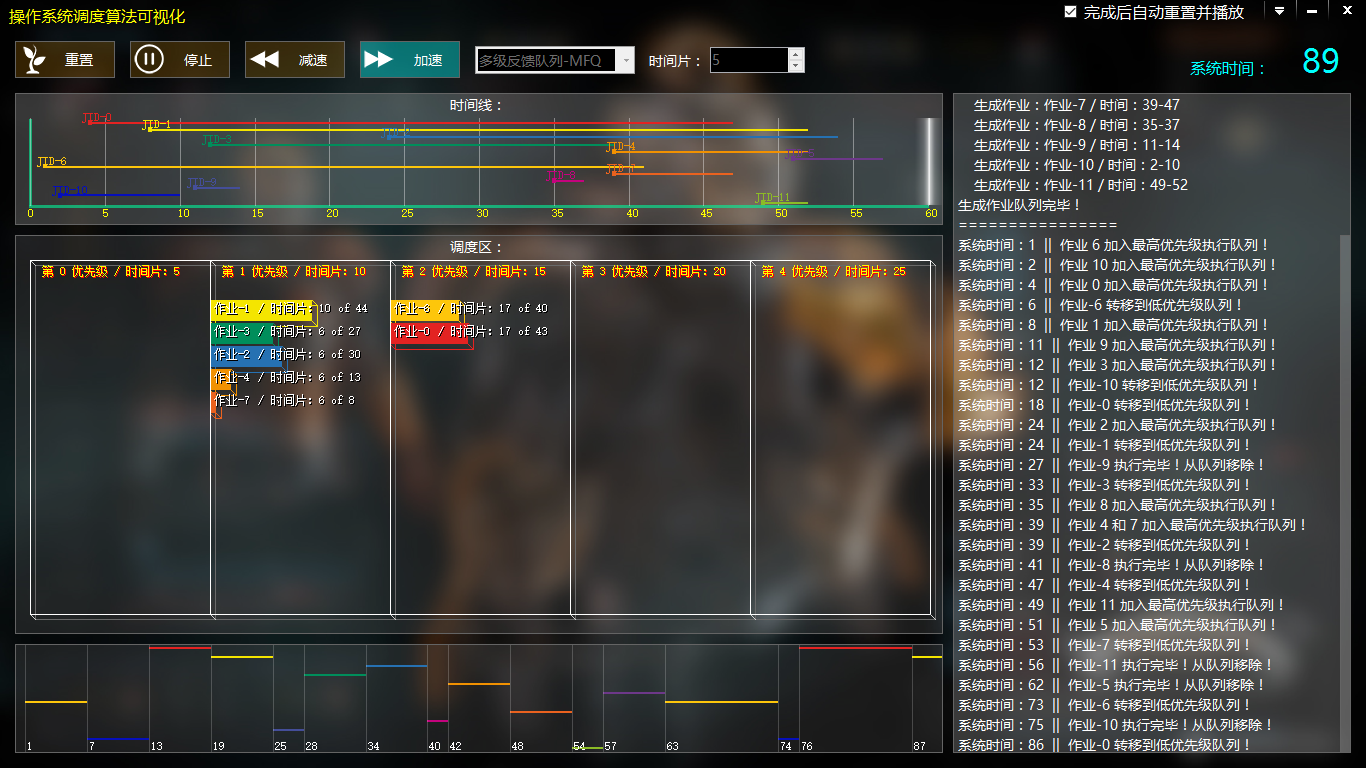 操作系统调度算法可视化
完成后自动重置并播放
重置
停止
减速
加速
多级反馈队列-MFQ
时间片：
5
系统时间：
89
时间线：
JID-0
JID-1
JID-3
JID-4
JID-6
JID-7
JID-8
JID-9
JID-10
JID-11
0 5 10 15 20 25 30 35 40 45 50 55 60
调度区：
第 0 优先级 / 时间片: 5
第 1 优先级 / 时间片: 10
第 2 优先级 / 时间片: 15
第 3 优先级 / 时间片: 20
第 4 优先级 / 时间片: 25
作业-1 / 时间片: 10 of 44
作业-3 / 时间片: 6 of 27
作业-2 / 时间片: 6 of 30
作业-4 / 时间片: 6 of 13
作业-7 / 时间片: 6 of 8
作业-6 / 时间片: 17 of 40
作业-0 / 时间片: 17 of 43
1 7 13 19 25 28 34 40 42 48 54 57 63 74 76 87
生成作业：作业-7 / 时间：39-47
生成作业：作业-8 / 时间：35-37
生成作业：作业-9 / 时间：11-14
生成作业：作业-10 / 时间：2-10
生成作业：作业-11 / 时间：49-52
生成作业队列完毕！
================
系统时间：1 || 作业 6 加入最高优先级执行队列！
系统时间：2 || 作业 10 加入最高优先级执行队列！
系统时间：4 || 作业 0 加入最高优先级执行队列！
系统时间：6 || 作业-6 转移到低优先级队列！
系统时间：8 || 作业 1 加入最高优先级执行队列！
系统时间：11 || 作业 9 加入最高优先级执行队列！
系统时间：12 || 作业 3 加入最高优先级执行队列！
系统时间：12 || 作业-10 转移到低优先级队列！
系统时间：18 || 作业-0 转移到低优先级队列！
系统时间：24 || 作业 2 加入最高优先级执行队列！
系统时间：24 || 作业-1 转移到低优先级队列！
系统时间：27 || 作业-9 执行完毕！从队列移除！
系统时间：33 || 作业-3 转移到低优先级队列！
系统时间：35 || 作业 8 加入最高优先级执行队列！
系统时间：39 || 作业 4 和 7 加入最高优先级执行队列！
系统时间：39 || 作业-2 转移到低优先级队列！
系统时间：41 || 作业-8 执行完毕！从队列移除！
系统时间：47 || 作业-4 转移到低优先级队列！
系统时间：49 || 作业 11 加入最高优先级执行队列！
系统时间：51 || 作业 5 加入最高优先级执行队列！
系统时间：53 || 作业-7 转移到低优先级队列！
系统时间：56 || 作业-11 执行完毕！从队列移除！
系统时间：62 || 作业-5 执行完毕！从队列移除！
系统时间：73 || 作业-6 转移到低优先级队列！
系统时间：75 || 作业-10 执行完毕！从队列移除！
系统时间：86 || 作业-0 转移到低优先级队列！